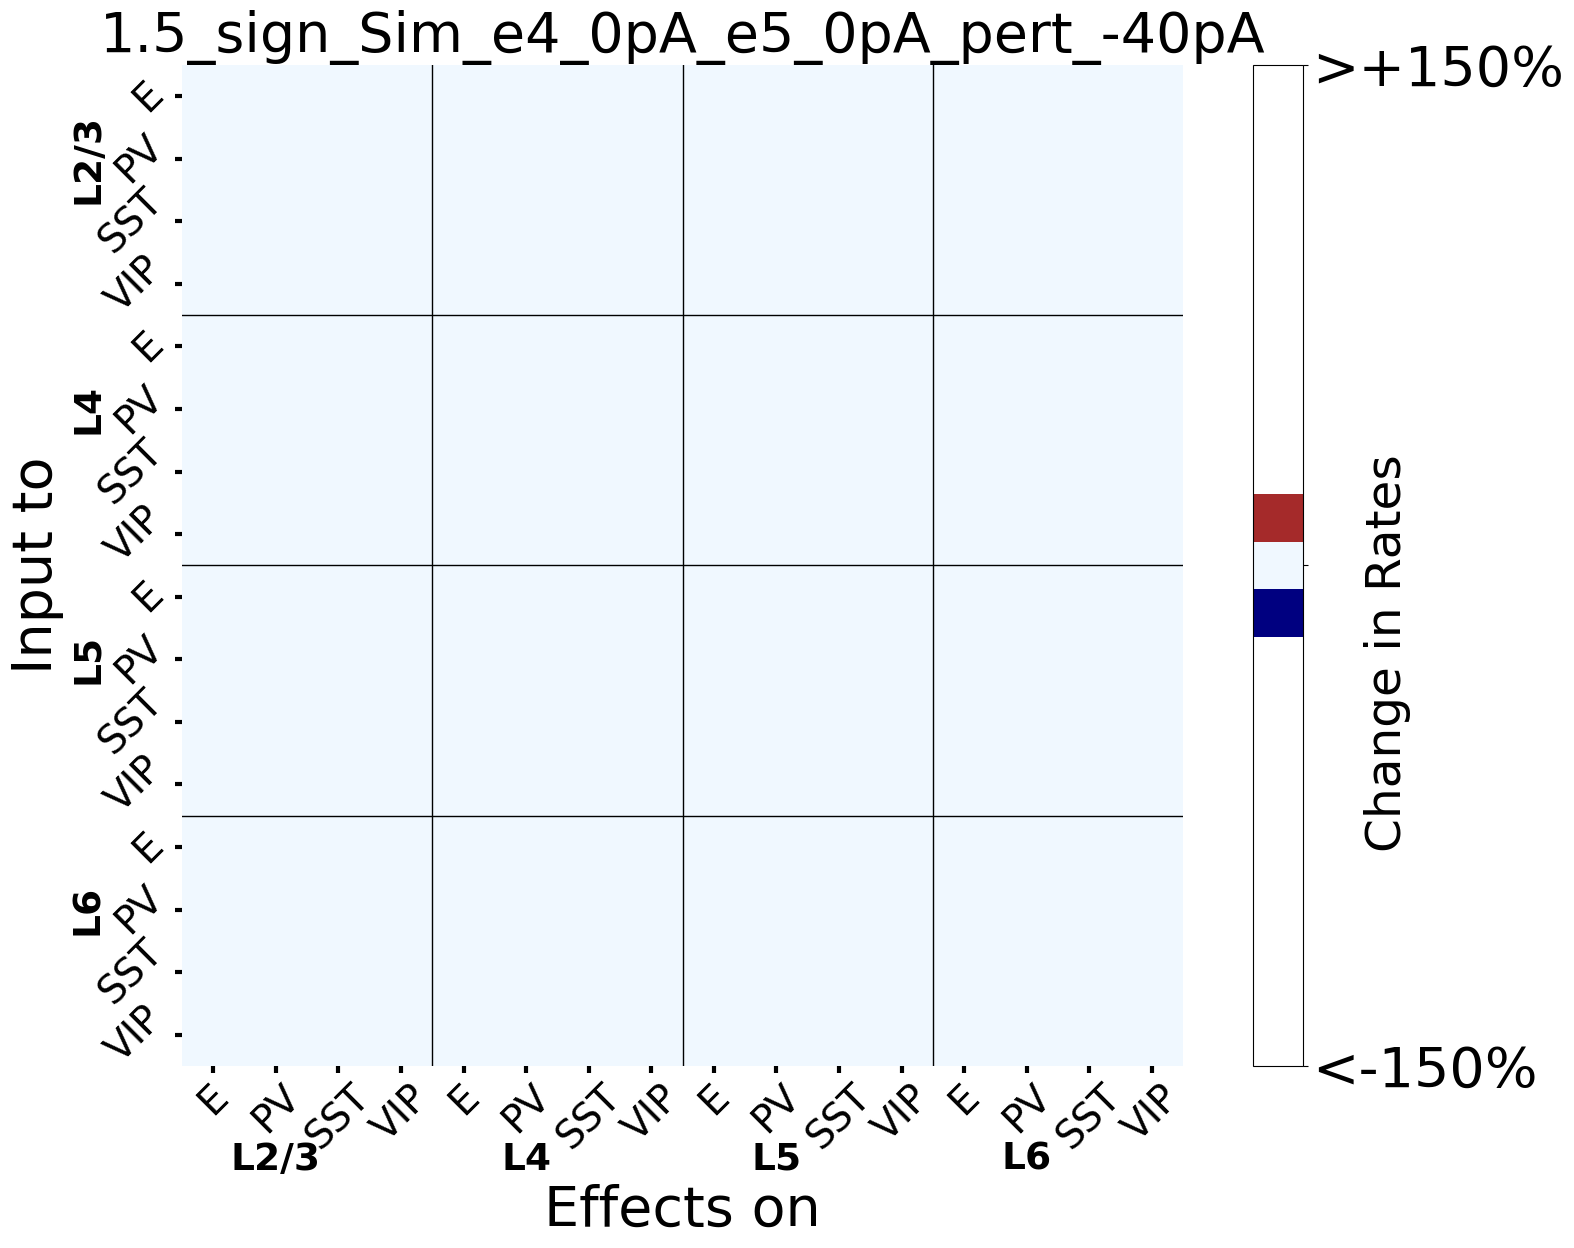 1.5_sign_Sim_e4_0pA_e5_0pA_pert_-40pA
>+150%
Change in Rates
<-150%
Input to
L2/3
E
PV
SST
VIP
L4
E
PV
SST
VIP
L5
E
PV
SST
VIP
L6
E
PV
SST
VIP
E PV SST VIP E PV SST VIP E PV SST VIP E PV SST VIP
L2/3 L4 L5 L6
Effects on